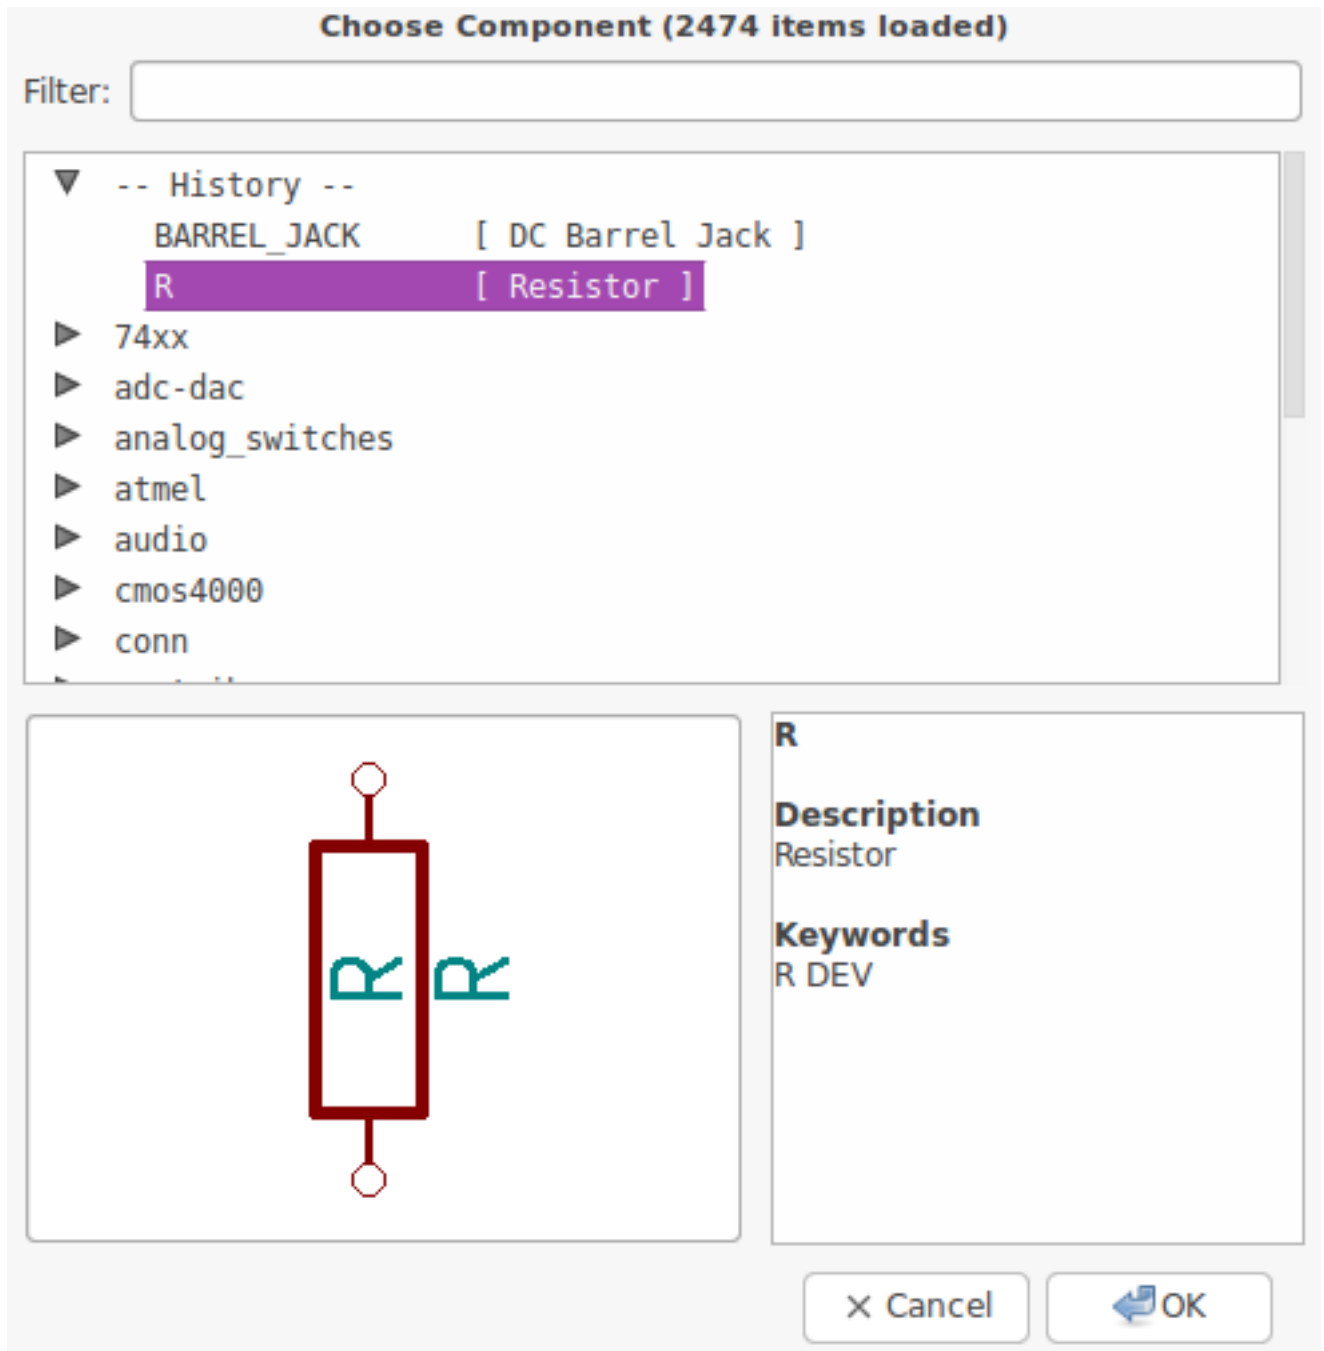 Choose Component (2474 items loaded)
Filter:
-- History --
BARREL_JACK [ DC Barrel Jack ]
R [ Resistor ]
74xx
adc-dac
analog_switches
atmel
audio
cmos4000
conn
R R
R
Description
Resistor
Keywords
R DEV
Cancel OK